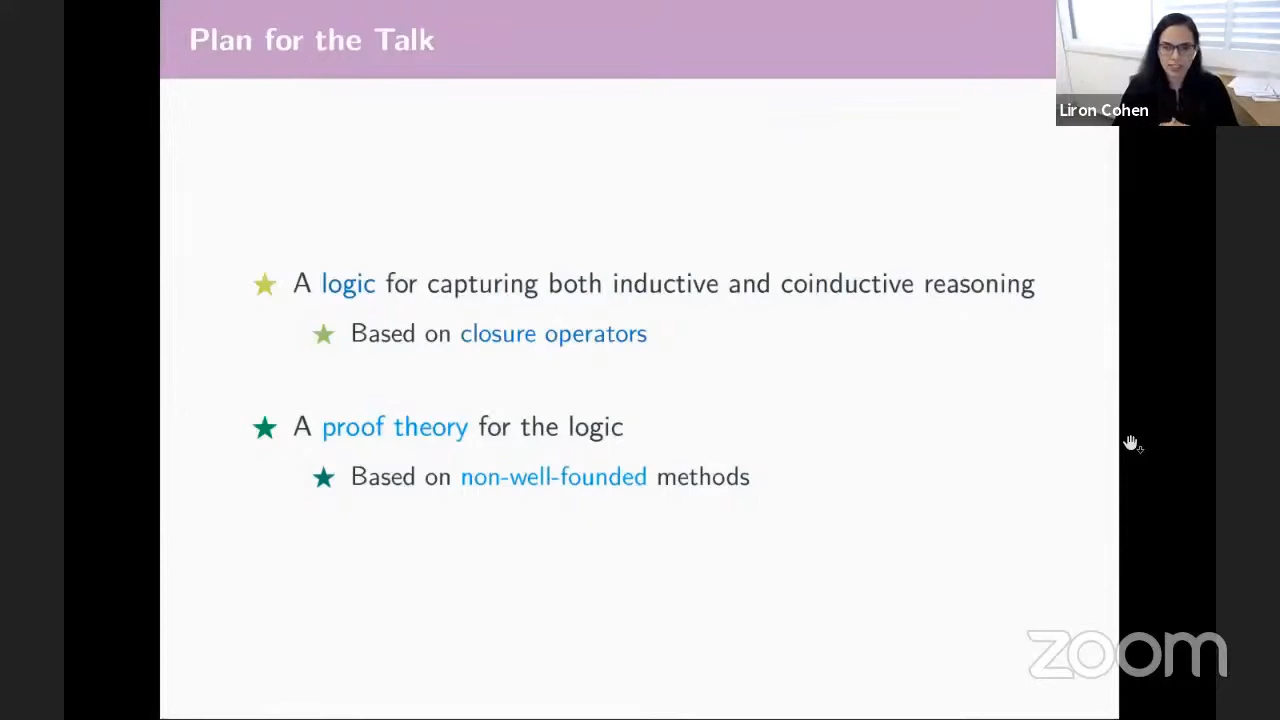 Plan for the Talk
Liron Cohen
A logic for capturing both inductive and coinductive reasoning
Based on closure operators
A proof theory for the logic
Based on non-well-founded methods
zoom